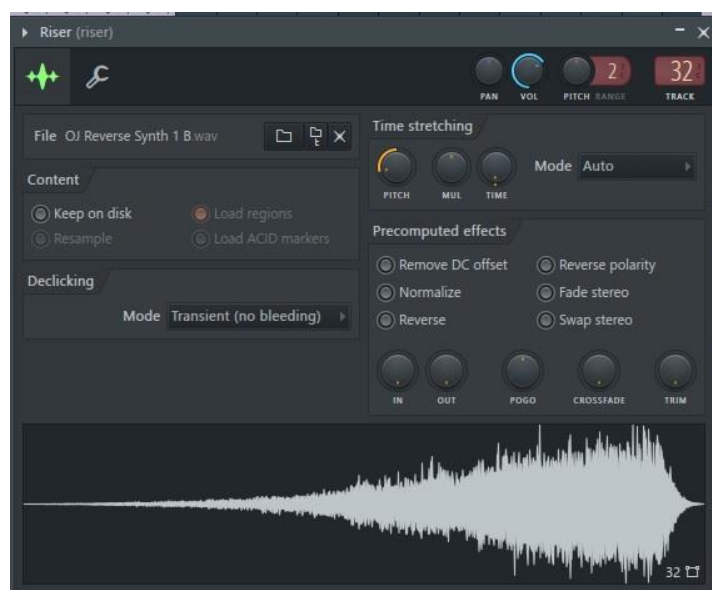 Riser (riser)
2
32
PAN VOL PITCH RANGE TRACK
File OJ Reverse Synth 1 B.wav
Content
Keep on disk Load regions
Resample Load ACID markers
Declicking
Mode Transient (no bleeding)
Time stretching
Mode Auto
PITCH MUL TIME
Precomputed effects
Remove DC offset Reverse polarity
Normalize Fade stereo
Reverse Swap stereo
IN OUT POGO CROSSFADE TRIM
32